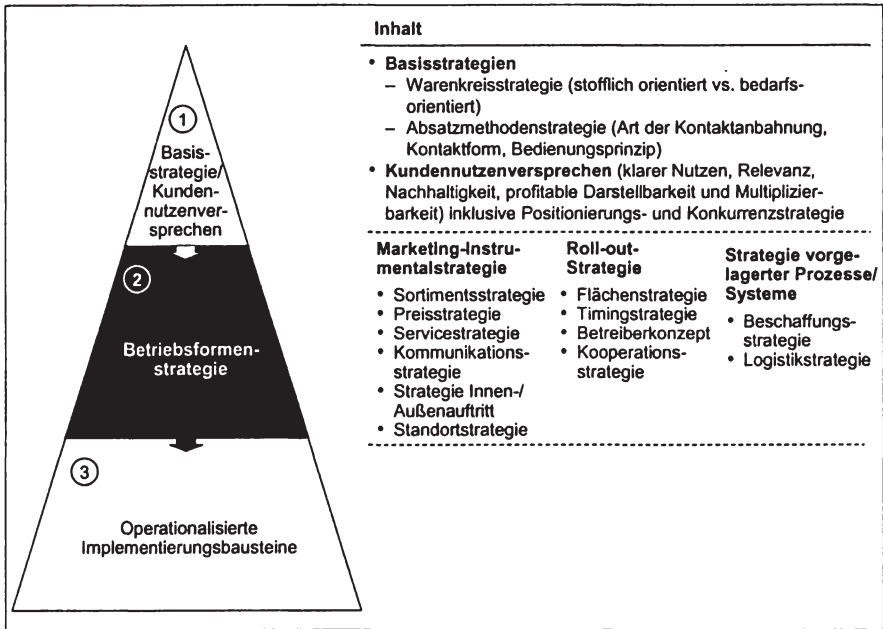 1
Basis-
strategie/
Kunden-
nutzenver-
sprechen
2
Betriebsformen-
strategie
3
Operationalisierte
Implementierungsbausteine
Inhalt
• Basisstrategien
– Warenkreisstrategie (stofflich orientiert vs. bedarfs-
orientiert)
– Absatzmethodenstrategie (Art der Kontaktanbahnung,
Kontaktform, Bedienungsprinzip)
• Kundennutzenversprechen (klarer Nutzen, Relevanz,
Nachhaltigkeit, profitable Darstellbarkeit und Multiplizier-
barkeit) inklusive Positionierungs- und Konkurrenzstrategie
Marketing-Instru-
mentalstrategie
• Sortimentsstrategie
• Preisstrategie
• Servicestrategie
• Kommunikations-
strategie
• Strategie Innen-/
Außenauftritt
• Standortstrategie
Roll-out-
Strategie
• Flächenstrategie
• Timingstrategie
• Betreiberkonzept
• Kooperations-
strategie
Strategie vorge-
lagerter Prozesse/
Systeme
• Beschaffungs-
strategie
• Logistikstrategie